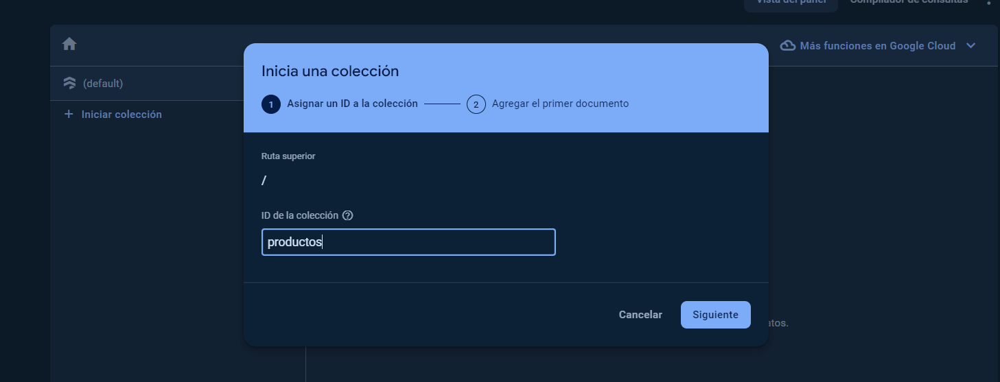 Vista del panel
Compilador de consultas
Más funciones en Google Cloud
(default)
Iniciar colección
Inicia una colección
1 Asignar un ID a la colección
2 Agregar el primer documento
Ruta superior
/
ID de la colección
productos
Cancelar
Siguiente